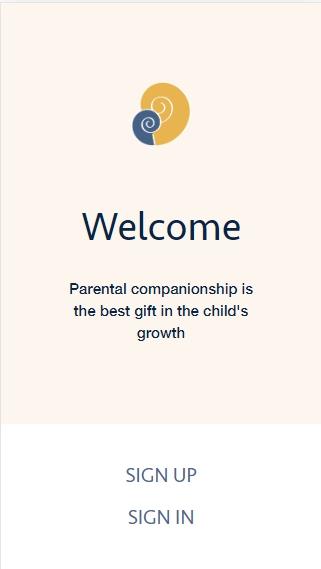 Welcome
Parental companionship is
the best gift in the child's
growth
SIGN UP
SIGN IN